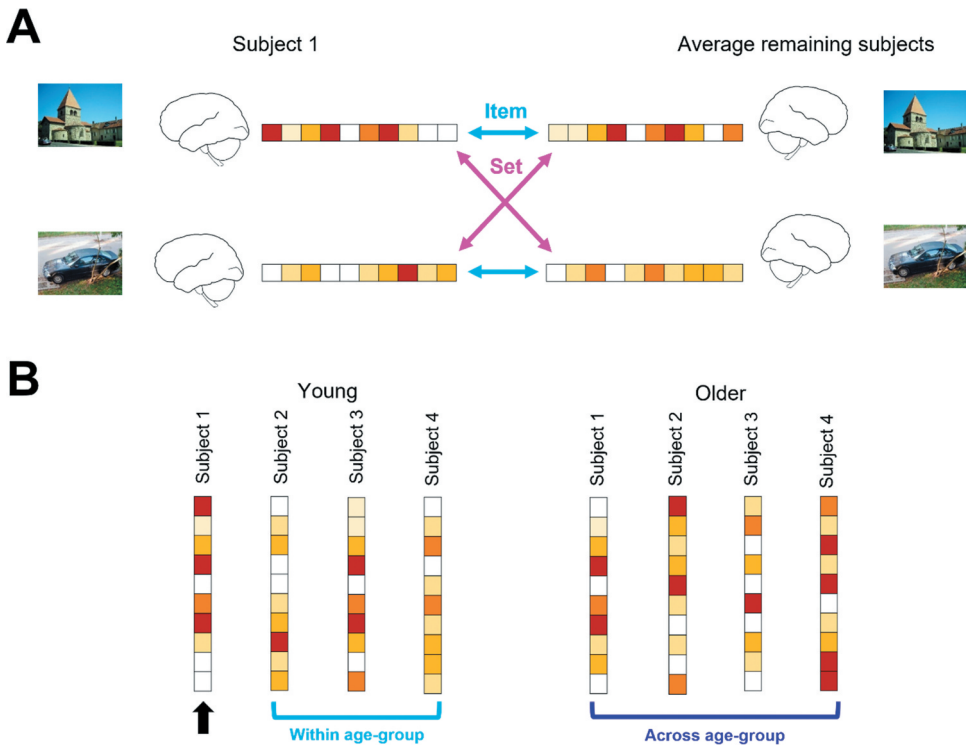 A
Subject 1
Average remaining subjects
Item
Set
B
Young
Older
Subject 1
Subject 2
Subject 3
Subject 4
Subject 1
Subject 2
Subject 3
Subject 4
Within age-group
Across age-group